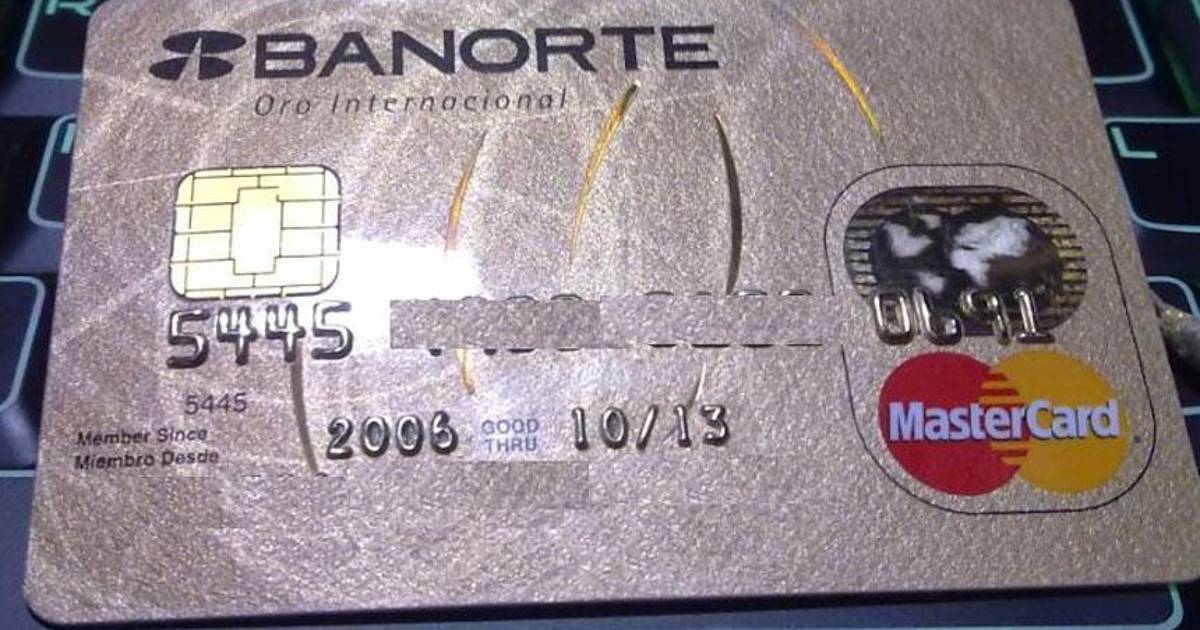 BANORTE
Oro Internacional
L
5445 0691
5445
MasterCard
Member Since
Miembro Desde
2006 GOOD THRU 10/13